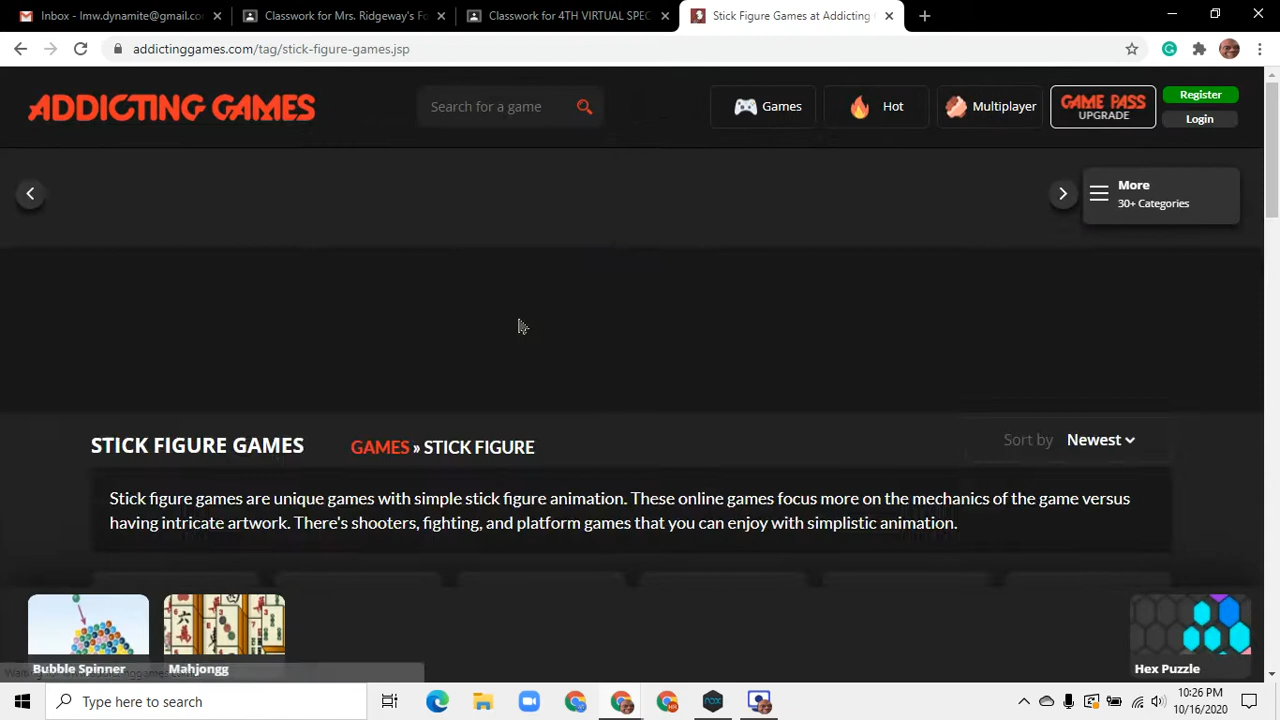 Inbox - lmw.dynamite@gmail.co
Classwork for Mrs. Ridgeway's Fo
Classwork for 4TH VIRTUAL SPEC
Stick Figure Games at Addicting
addictinggames.com/tag/stick-figure-games.jsp
ADDICTING GAMES
Search for a game
Games
Hot
Multiplayer
GAME PASS
UPGRADE
Register
Login
More
30+ Categories
STICK FIGURE GAMES
GAMES » STICK FIGURE
Sort by Newest
Stick figure games are unique games with simple stick figure animation. These online games focus more on the mechanics of the game versus
having intricate artwork. There's shooters, fighting, and platform games that you can enjoy with simplistic animation.
Bubble Spinner
Mahjongg
Hex Puzzle
Type here to search
nox
10:26 PM
10/16/2020